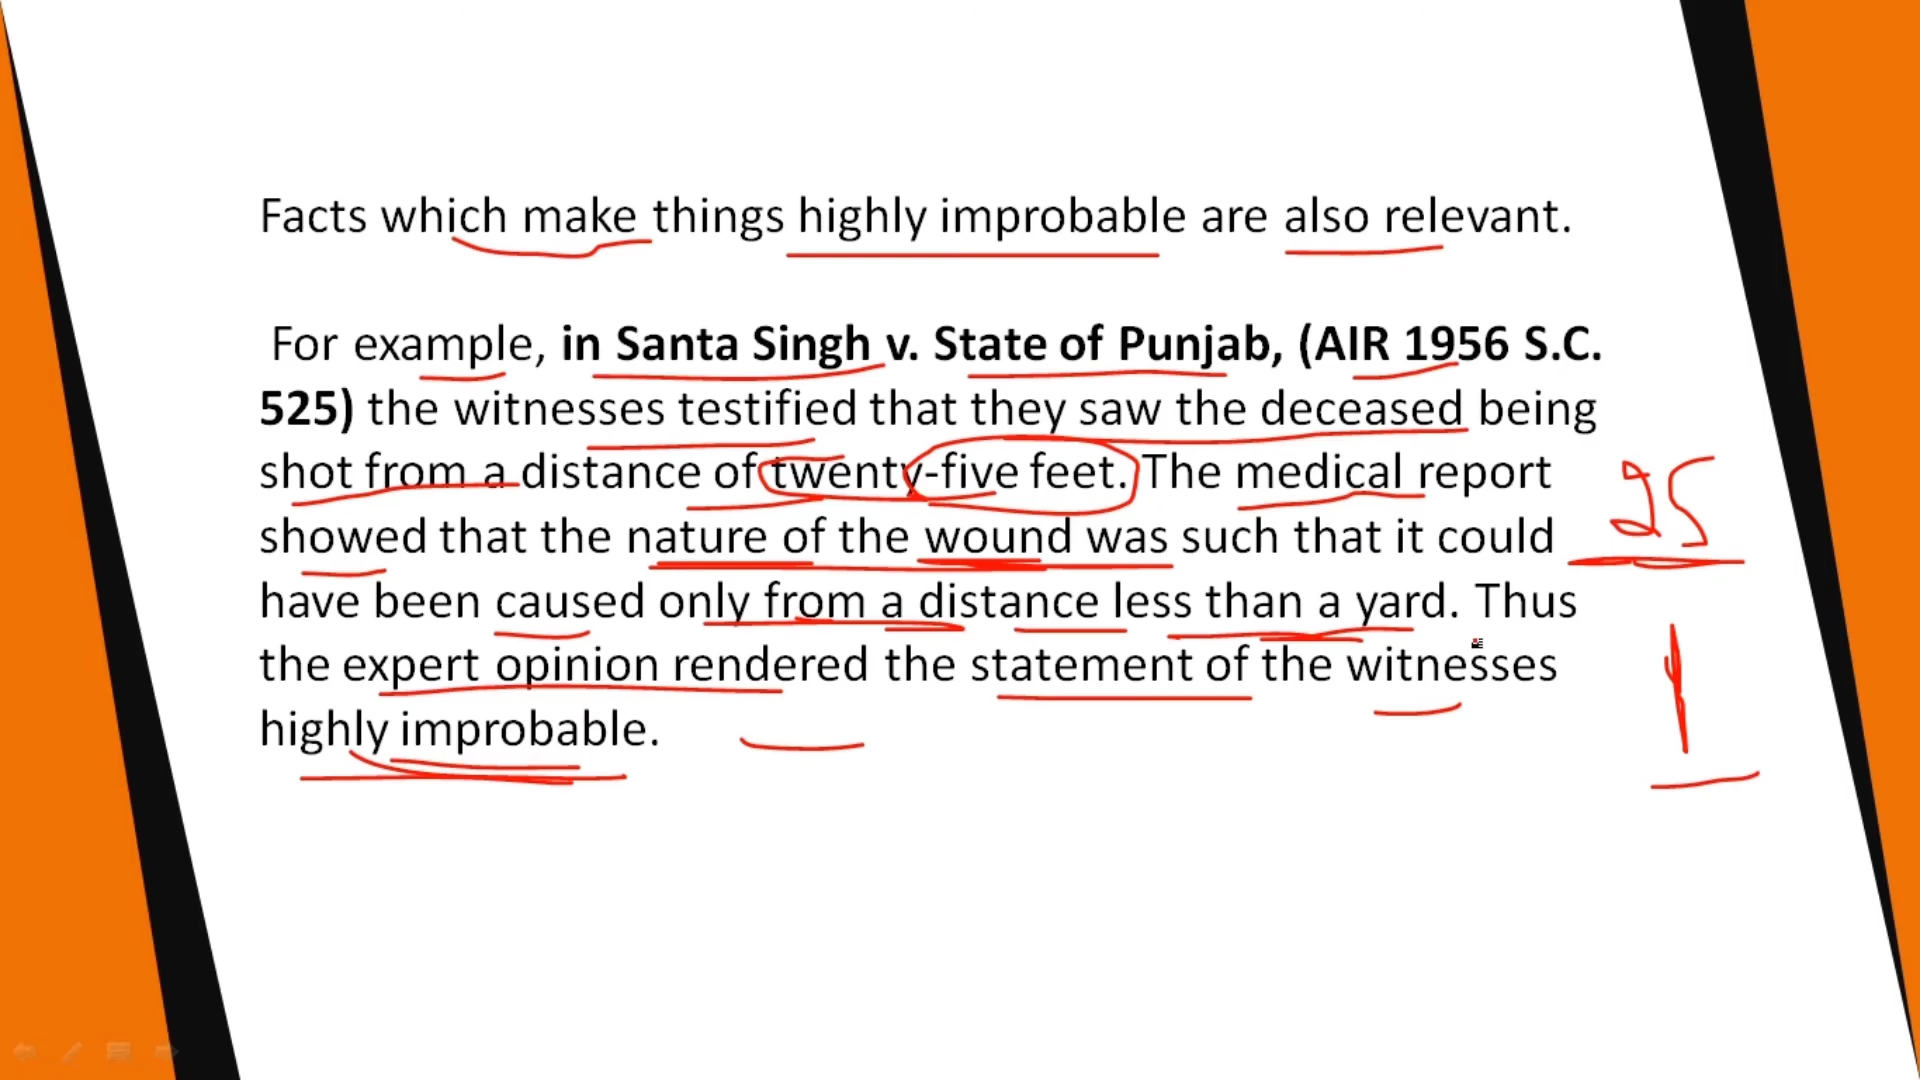 Facts which make things highly improbable are also relevant.
For example, in Santa Singh v. State of Punjab, (AIR 1956 S.C.
525) the witnesses testified that they saw the deceased being
shot from a distance of twenty-five feet. The medical report
showed that the nature of the wound was such that it could
have been caused only from a distance less than a yard. Thus
the expert opinion rendered the statement of the witnesses
highly improbable.
25
1